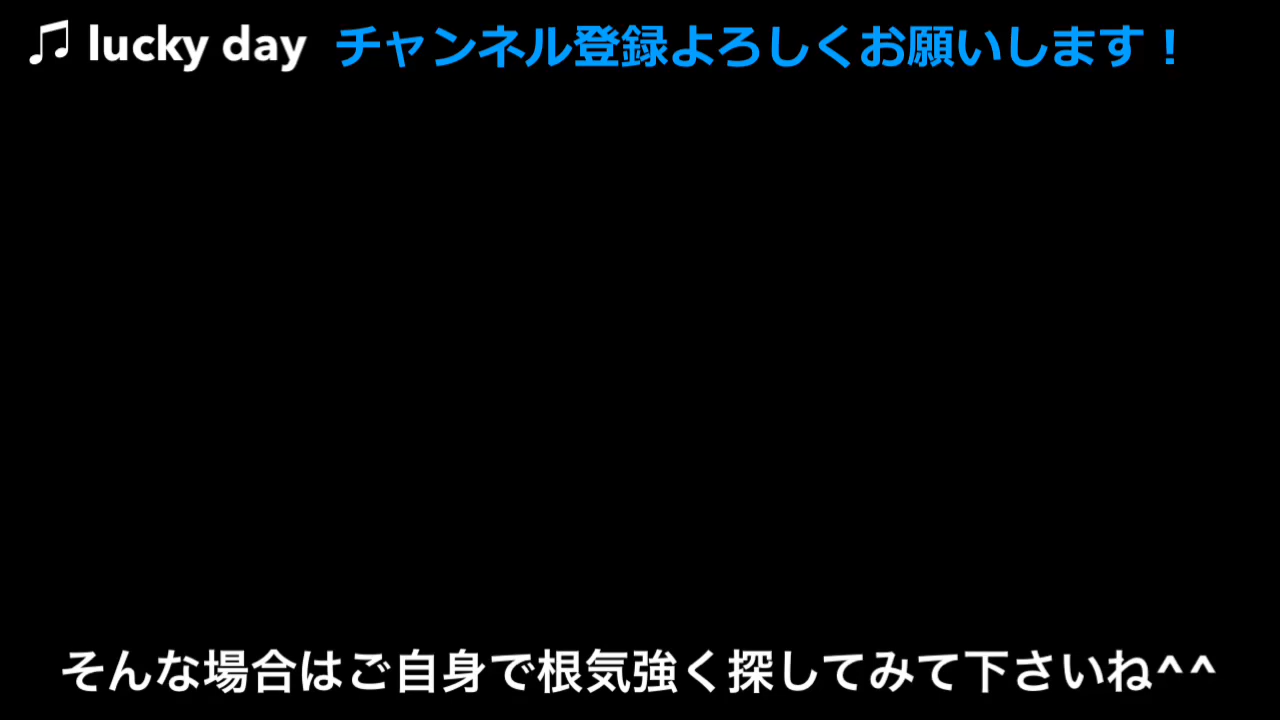 ♫ lucky day チャンネル登録よろしくお願いします！
そんな場合はご自身で根気強く探してみて下さいね^^